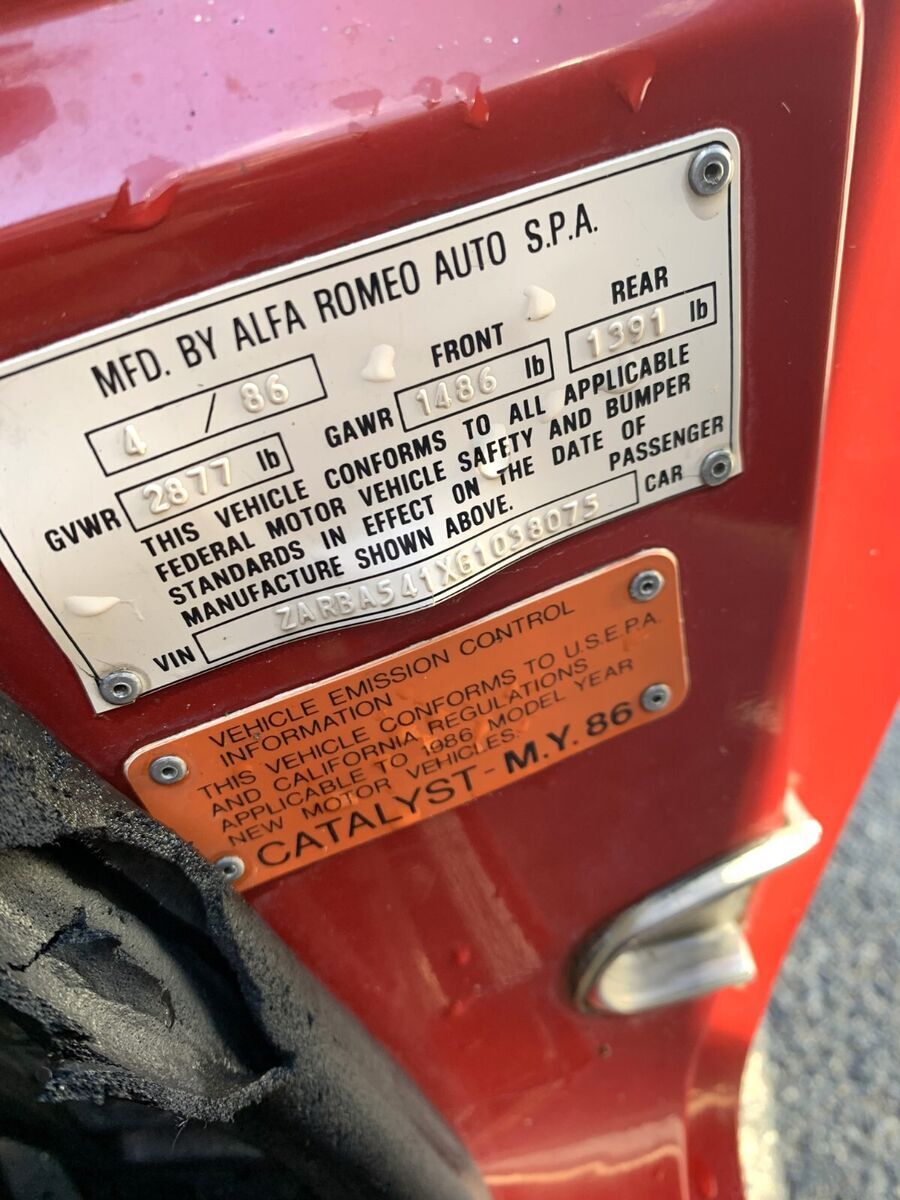 MFD. BY ALFA ROMEO AUTO S.P.A.
4 / 86 FRONT REAR
GVWR 2877 lb GAWR 1486 lb 1391 lb
THIS VEHICLE CONFORMS TO ALL APPLICABLE
FEDERAL MOTOR VEHICLE SAFETY AND BUMPER
STANDARDS IN EFFECT ON THE DATE OF
MANUFACTURE SHOWN ABOVE. PASSENGER
VIN ZARBA541XG1038075 CAR
VEHICLE EMISSION CONTROL
INFORMATION
THIS VEHICLE CONFORMS TO U.S.E.P.A.
AND CALIFORNIA REGULATIONS
APPLICABLE TO 1986 MODEL YEAR
NEW MOTOR VEHICLES.
CATALYST - M.Y. 86